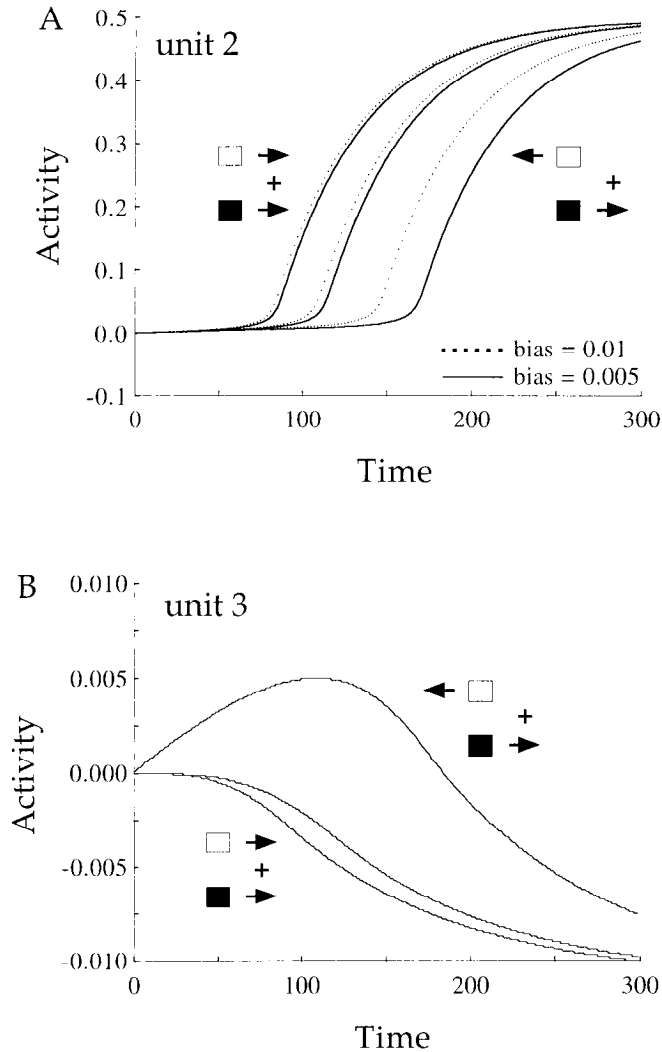 A
unit 2
0.5
0.4
0.3
0.2
0.1
0.0
-0.1
Activity
+
+
bias = 0.01
bias = 0.005
0
100
200
300
Time
B
unit 3
0.010
0.005
0.000
-0.005
-0.010
Activity
+
+
0
100
200
300
Time